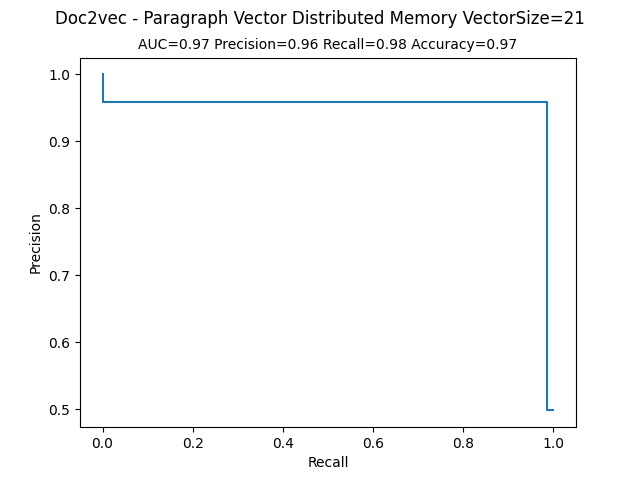 Doc2vec - Paragraph Vector Distributed Memory VectorSize=21
AUC=0.97 Precision=0.96 Recall=0.98 Accuracy=0.97
1.0
0.9
0.8
0.7
0.6
0.5
Precision
0.0 0.2 0.4 0.6 0.8 1.0
Recall